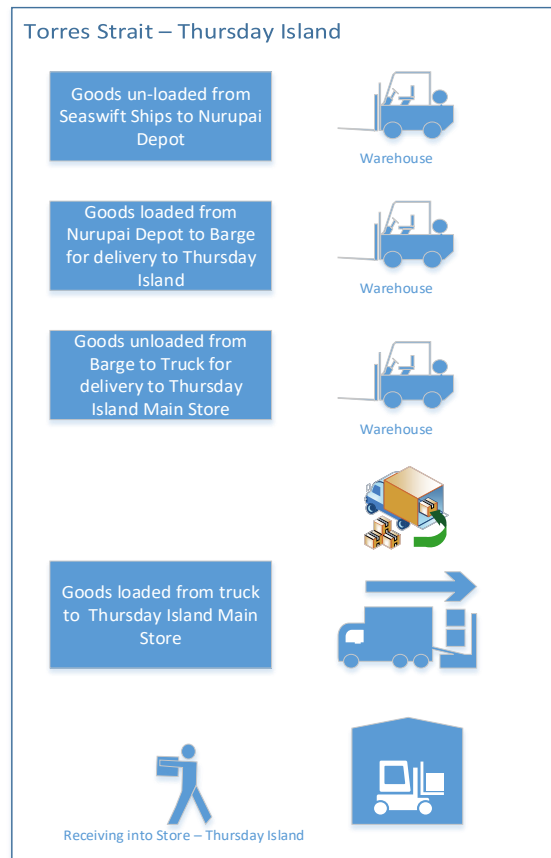 Torres Strait – Thursday Island
Goods un-loaded from
Seaswift Ships to Nurupai
Depot
Warehouse
Goods loaded from
Nurupai Depot to Barge
for delivery to Thursday
Island
Warehouse
Goods unloaded from
Barge to Truck for
delivery to Thursday
Island Main Store
Warehouse
Goods loaded from truck
to Thursday Island Main
Store
Receiving into Store – Thursday Island